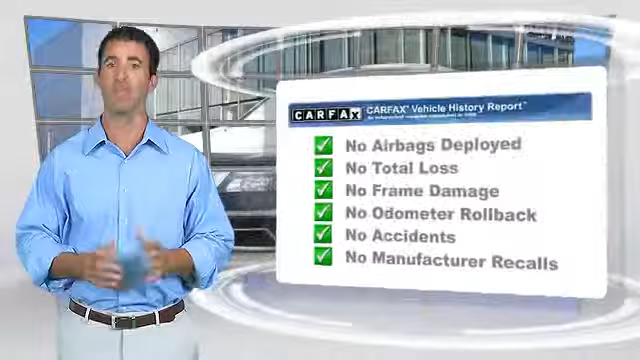 CARFAX CARFAX™ Vehicle History Report™
No Airbags Deployed
No Total Loss
No Frame Damage
No Odometer Rollback
No Accidents
No Manufacturer Recalls